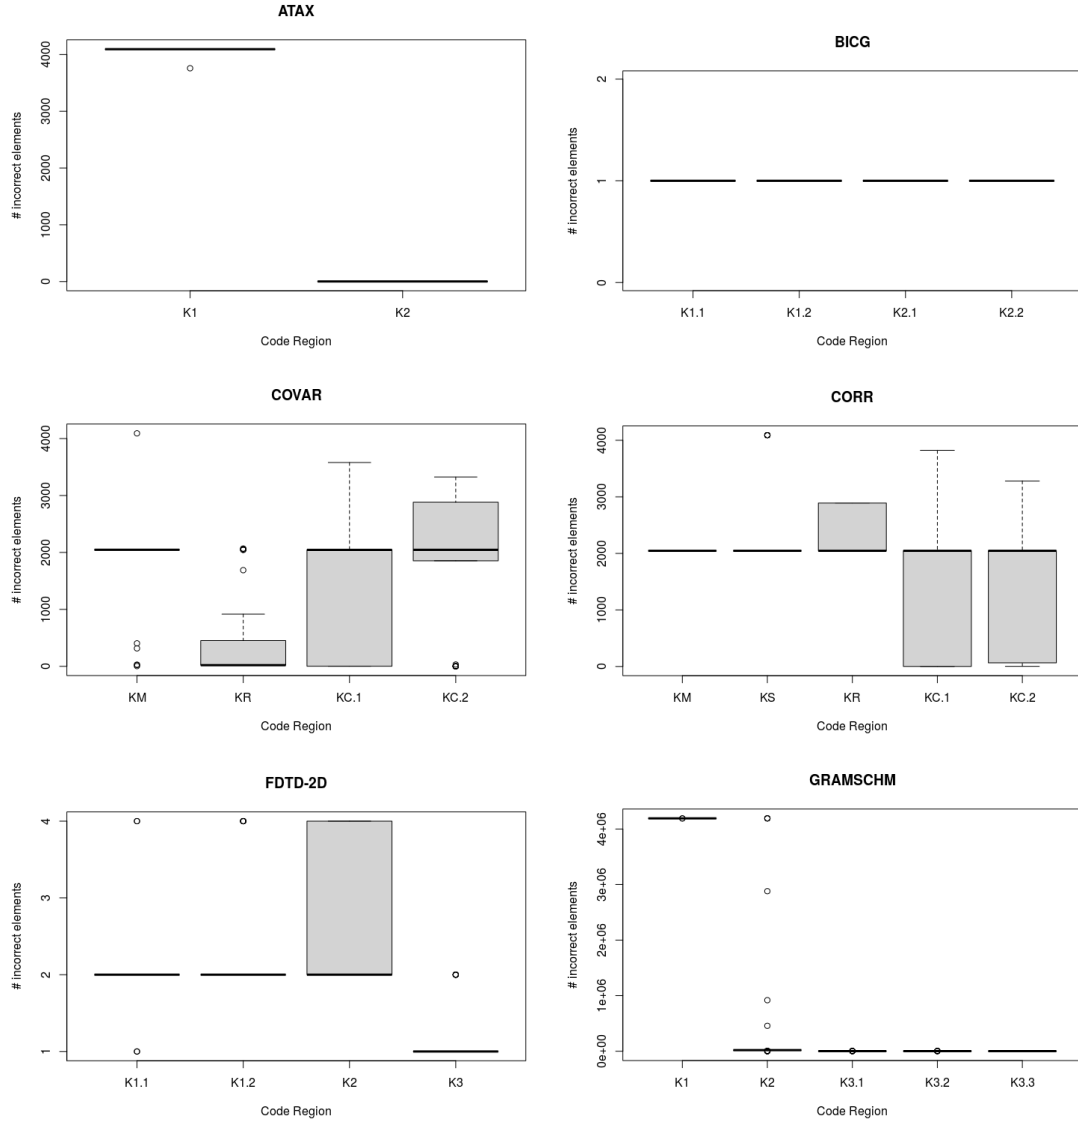 ATAX
# incorrect elements
4000
3000
2000
1000
0
K1 K2
Code Region
BICG
# incorrect elements
2
1
0
K1.1 K1.2 K2.1 K2.2
Code Region
COVAR
# incorrect elements
4000
3000
2000
1000
0
KM KR KC.1 KC.2
Code Region
CORR
# incorrect elements
4000
3000
2000
1000
0
KM KS KR KC.1 KC.2
Code Region
FDTD-2D
# incorrect elements
4
3
2
1
K1.1 K1.2 K2 K3
Code Region
GRAMSCHM
# incorrect elements
4e+06
3e+06
2e+06
1e+06
0e+00
K1 K2 K3.1 K3.2 K3.3
Code Region